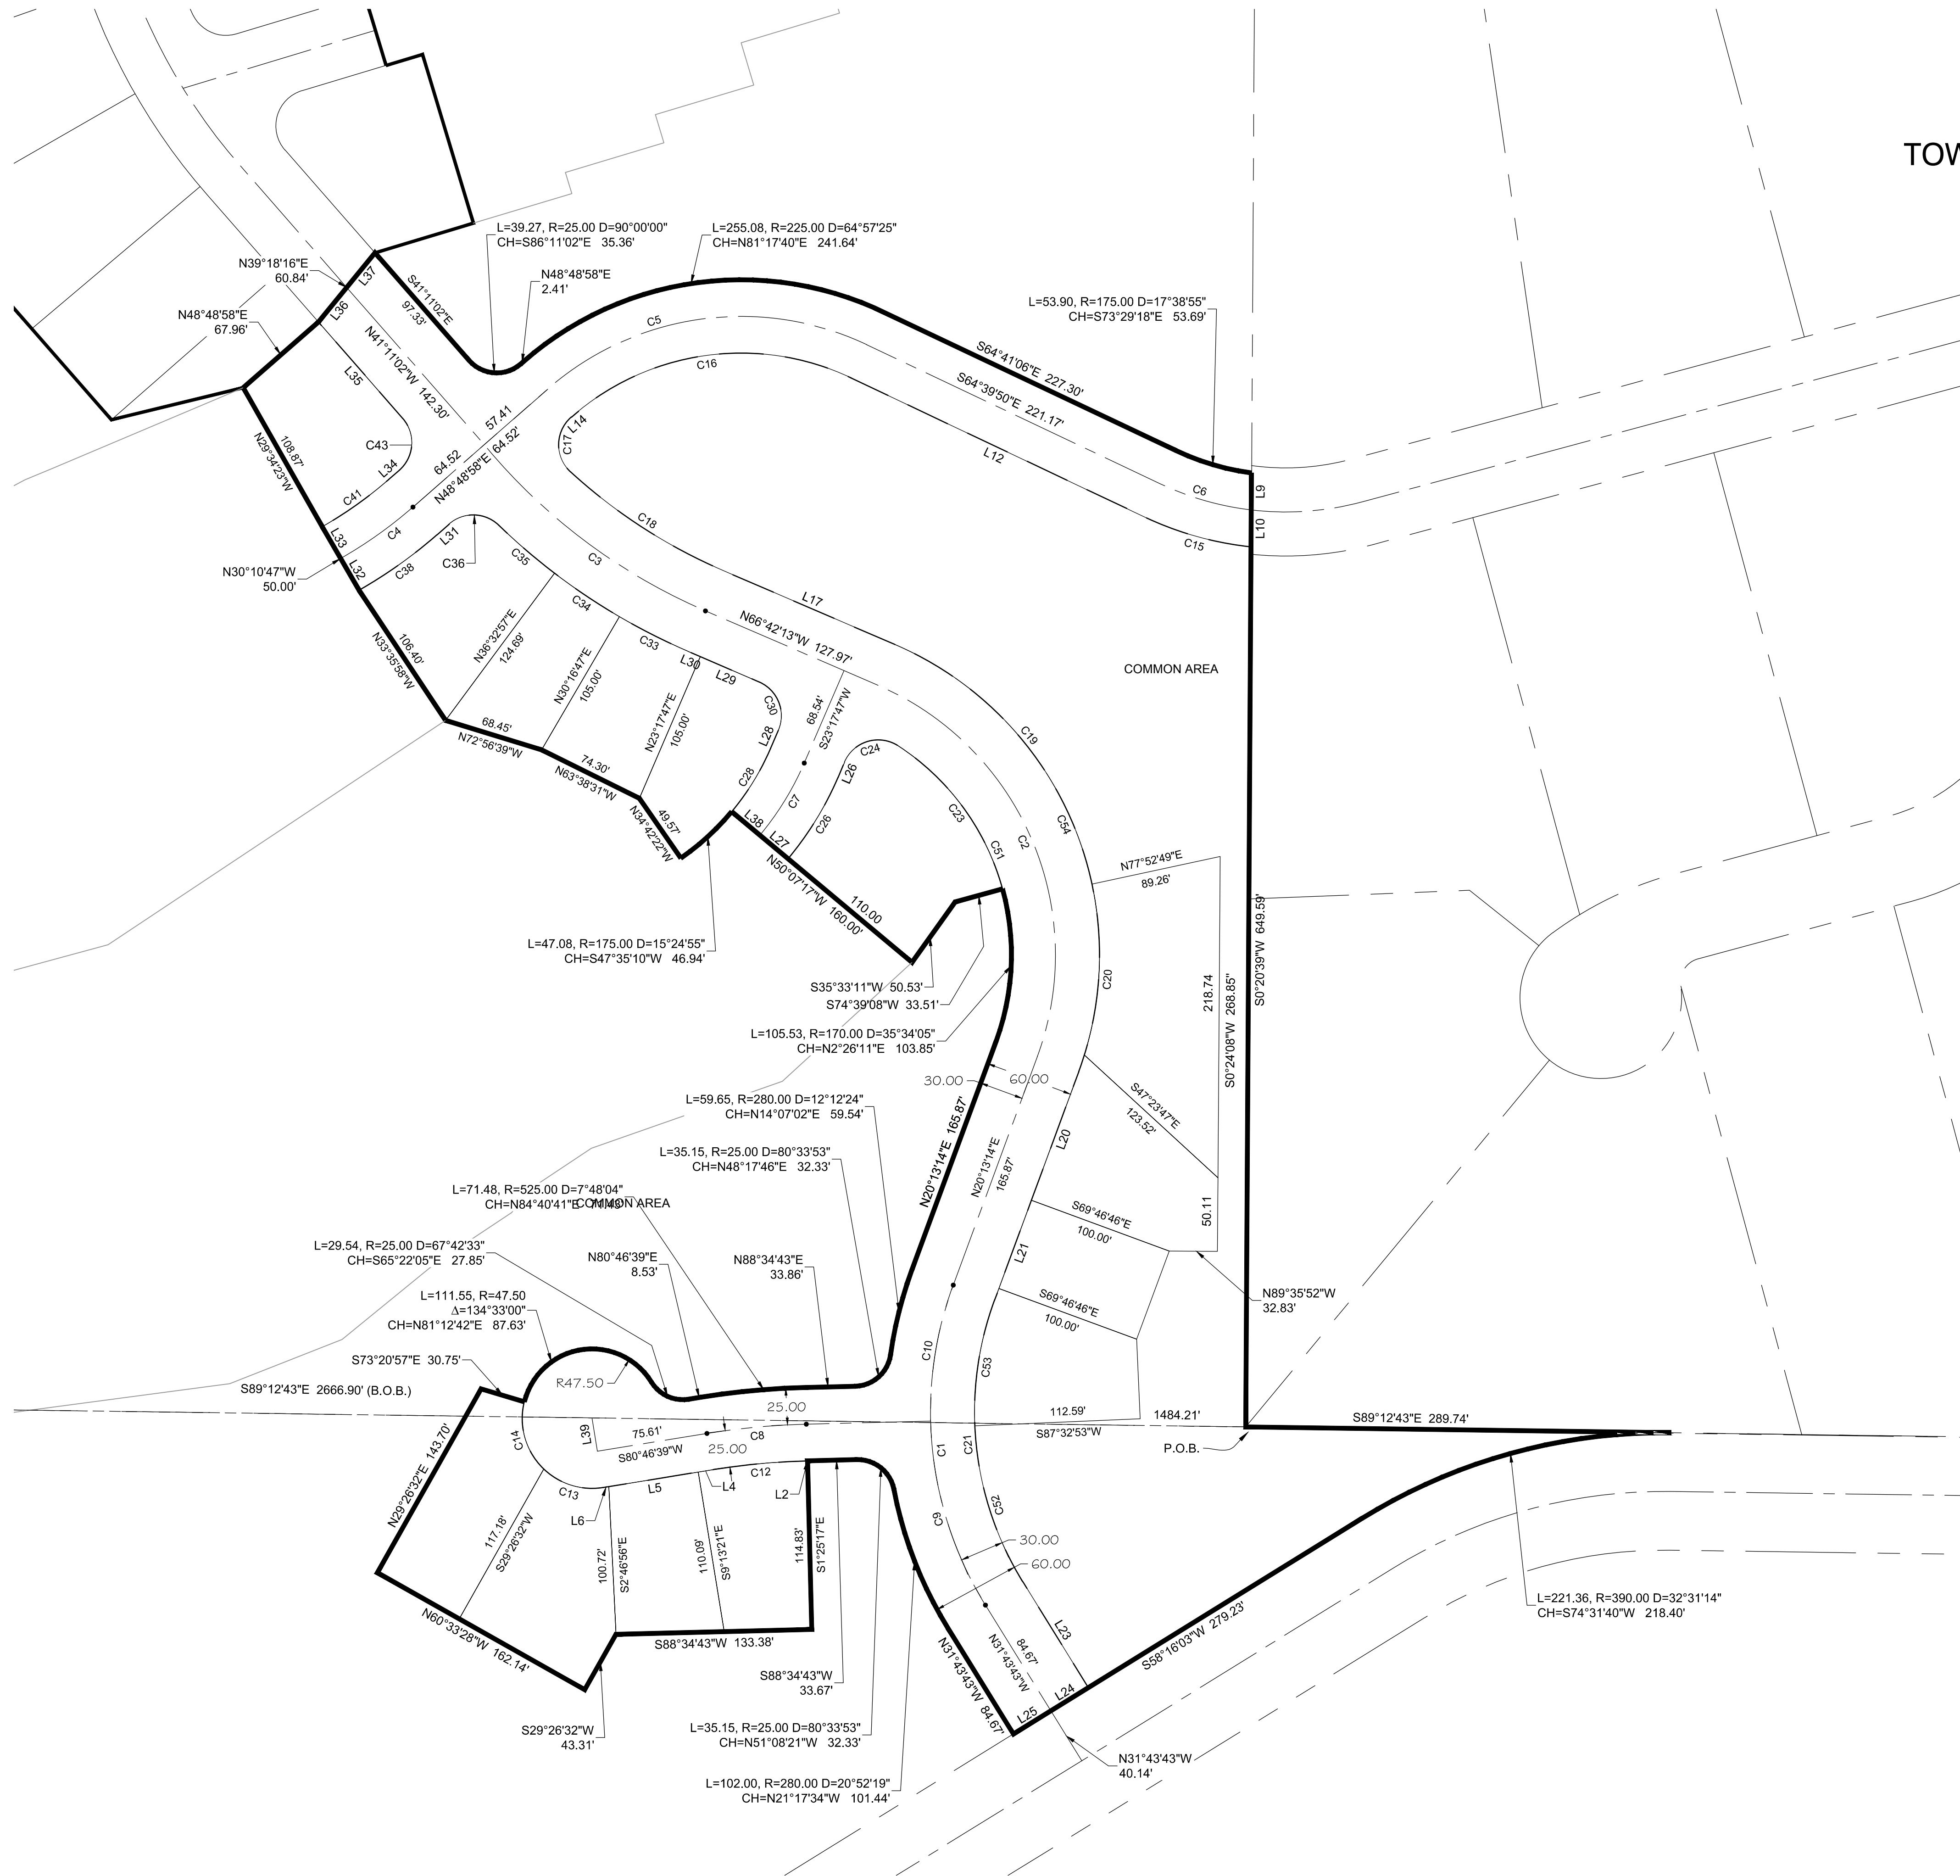 TOW
L=39.27, R=25.00 D=90°00'00"
CH=S86°11'02"E 35.36'
L=255.08, R=225.00 D=64°57'25"
CH=N81°17'40"E 241.64'
N39°18'16"E
60.84'
L37
S41°11'02"E
97.33'
N48°48'58"E
2.41'
N48°48'58"E
67.96'
L36
L=53.90, R=175.00 D=17°38'55"
CH=S73°29'18"E 53.69'
C5
N41°11'02"W 142.30'
S64°41'06"E 227.30'
S64°39'50"E 221.17'
C16
L35
57.41
L14
C17
C43
64.52
N48°48'58"E 64.52'
L34
L12
108.87'
N29°34'23"W
C6
L9
L10
C41
C15
L33
C4
L31
C18
L32
C38
C36
C35
C3
N30°10'47"W
50.00'
L17
C34
N66°42'13"W 127.97'
N36°32'57"E
124.69'
106.40'
N33°35'58"W
C33
L30
L29
COMMON AREA
N30°16'47"E
105.00'
N23°17'47"E
105.00'
C30
68.54'
S23°17'47"W
68.45'
N72°56'39"W
L28
C19
C24
74.30'
N63°38'31"W
C28
L26
C7
C23
C54
49.57'
N34°42'22"W
L38
L27
C26
C2
C51
N50°07'17"W 160.00'
110.00
N77°52'49"E
89.26'
S0°20'39"W 649.59'
L=47.08, R=175.00 D=15°24'55"
CH=S47°35'10"W 46.94'
S35°33'11"W 50.53'
S74°39'08"W 33.51'
C20
218.74
S0°24'08"W 268.85"
L=105.53, R=170.00 D=35°34'05"
CH=N2°26'11"E 103.85'
30.00
60.00
L=59.65, R=280.00 D=12°12'24"
CH=N14°07'02"E 59.54'
S47°23'47"E
123.52'
N20°13'14"E 165.87'
L20
L=35.15, R=25.00 D=80°33'53"
CH=N48°17'46"E 32.33'
N20°13'14"E
165.87'
L=71.48, R=525.00 D=7°48'04"
CH=N84°40'41"E 71.43'
COMMON AREA
S69°46'46"E
100.00'
50.11
L=29.54, R=25.00 D=67°42'33"
CH=S65°22'05"E 27.85'
N80°46'39"E
8.53'
N88°34'43"E
33.86'
L21
N89°35'52"W
32.83'
L=111.55, R=47.50
Δ=134°33'00"
CH=N81°12'42"E 87.63'
S69°46'46"E
100.00'
C10
C53
S73°20'57"E 30.75'
R47.50
S89°12'43"E 2666.90' (B.O.B.)
25.00
112.59'
S87°32'53"W
1484.21'
S89°12'43"E 289.74'
P.O.B.
C14
L39
75.61'
S80°46'39"W
25.00
C8
C1
C21
N29°26'32"E 143.70'
C13
L5
L4
C12
L2
L6
C9
C52
117.18'
S29°26'32"W
100.72'
S2°46'56"E
110.09'
S9°13'21"E
114.83'
S1°25'17"E
30.00
60.00
N60°33'28"W 162.14'
S88°34'43"W 133.38'
S88°34'43"W
33.67'
L=221.36, R=390.00 D=32°31'14"
CH=S74°31'40"W 218.40'
L23
84.67'
N31°43'43"W
S58°16'03"W 279.23'
N31°43'43"W 84.67'
L24
L25
S29°26'32"W
43.31'
L=35.15, R=25.00 D=80°33'53"
CH=N51°08'21"W 32.33'
N31°43'43"W
40.14'
L=102.00, R=280.00 D=20°52'19"
CH=N21°17'34"W 101.44'